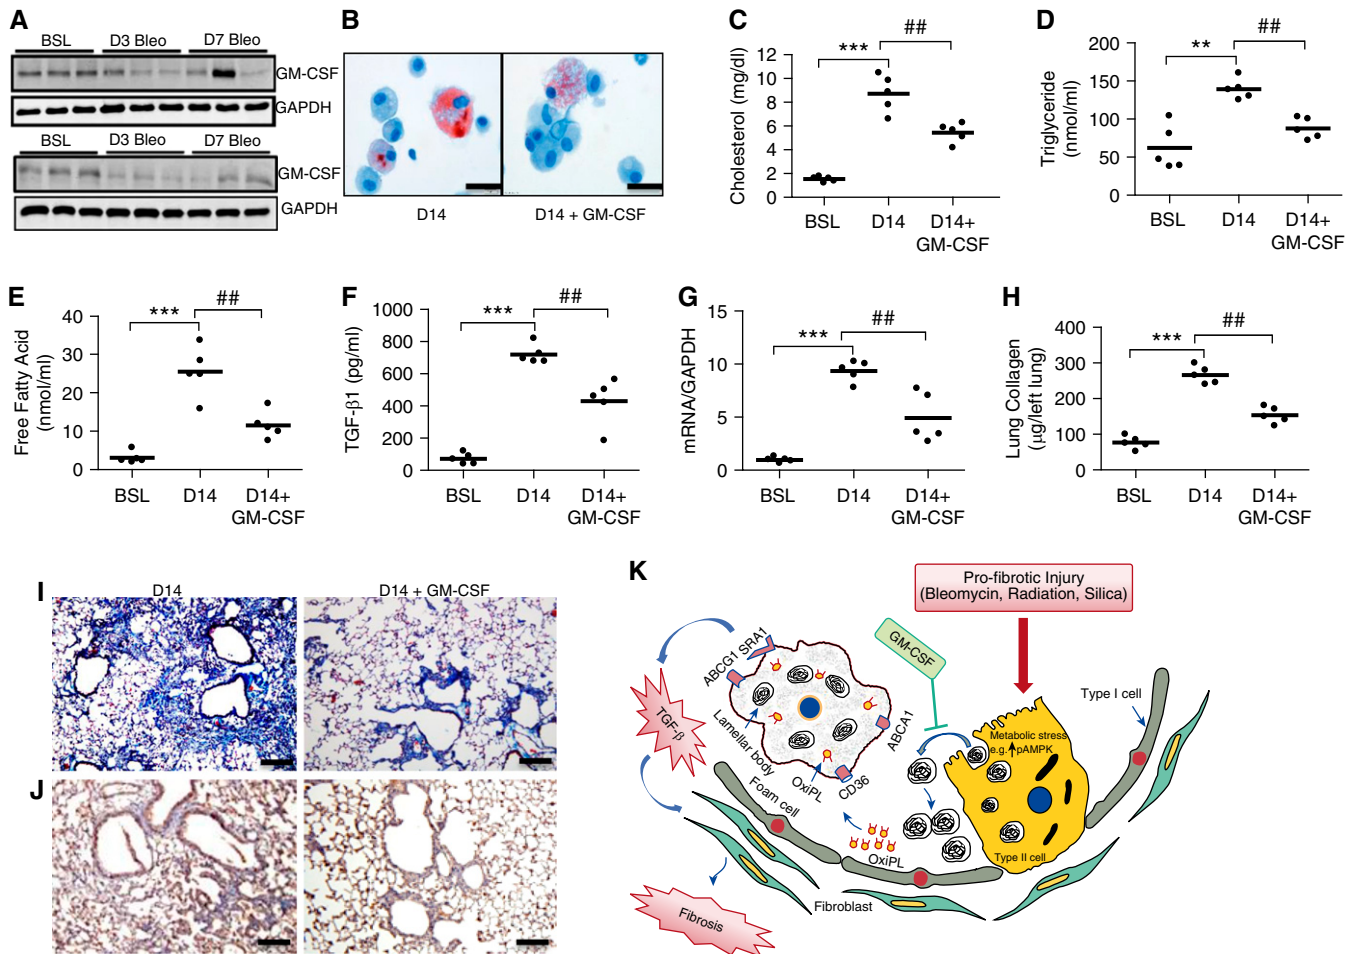 A
BSL D3 Bleo D7 Bleo
GM-CSF
GAPDH
BSL D3 Bleo D7 Bleo
GM-CSF
GAPDH
B
D14 D14 + GM-CSF
C
Cholesterol (mg/dl)
*** ##
12
10
8
6
4
2
0
BSL D14 D14+
GM-CSF
D
Triglyceride
(nmol/ml)
** ##
200
150
100
50
0
BSL D14 D14+
GM-CSF
E
Free Fatty Acid
(nmol/ml)
*** ##
40
30
20
10
0
BSL D14 D14+
GM-CSF
F
TGF-β1 (pg/ml)
*** ##
1000
800
600
400
200
0
BSL D14 D14+
GM-CSF
G
mRNA/GAPDH
*** ##
15
10
5
0
BSL D14 D14+
GM-CSF
H
Lung Collagen
(μg/left lung)
*** ##
400
300
200
100
0
BSL D14 D14+
GM-CSF
I
D14 D14 + GM-CSF
J
K
Pro-fibrotic Injury
(Bleomycin, Radiation, Silica)
GM-CSF
ABCG1 SRA1
TGF-β
Lamellar body
OxiPL
CD36
ABCA1
Foam cell
OxiPL
Metabolic stress
e.g. pAMPK
Type II cell
Type I cell
Fibroblast
Fibrosis